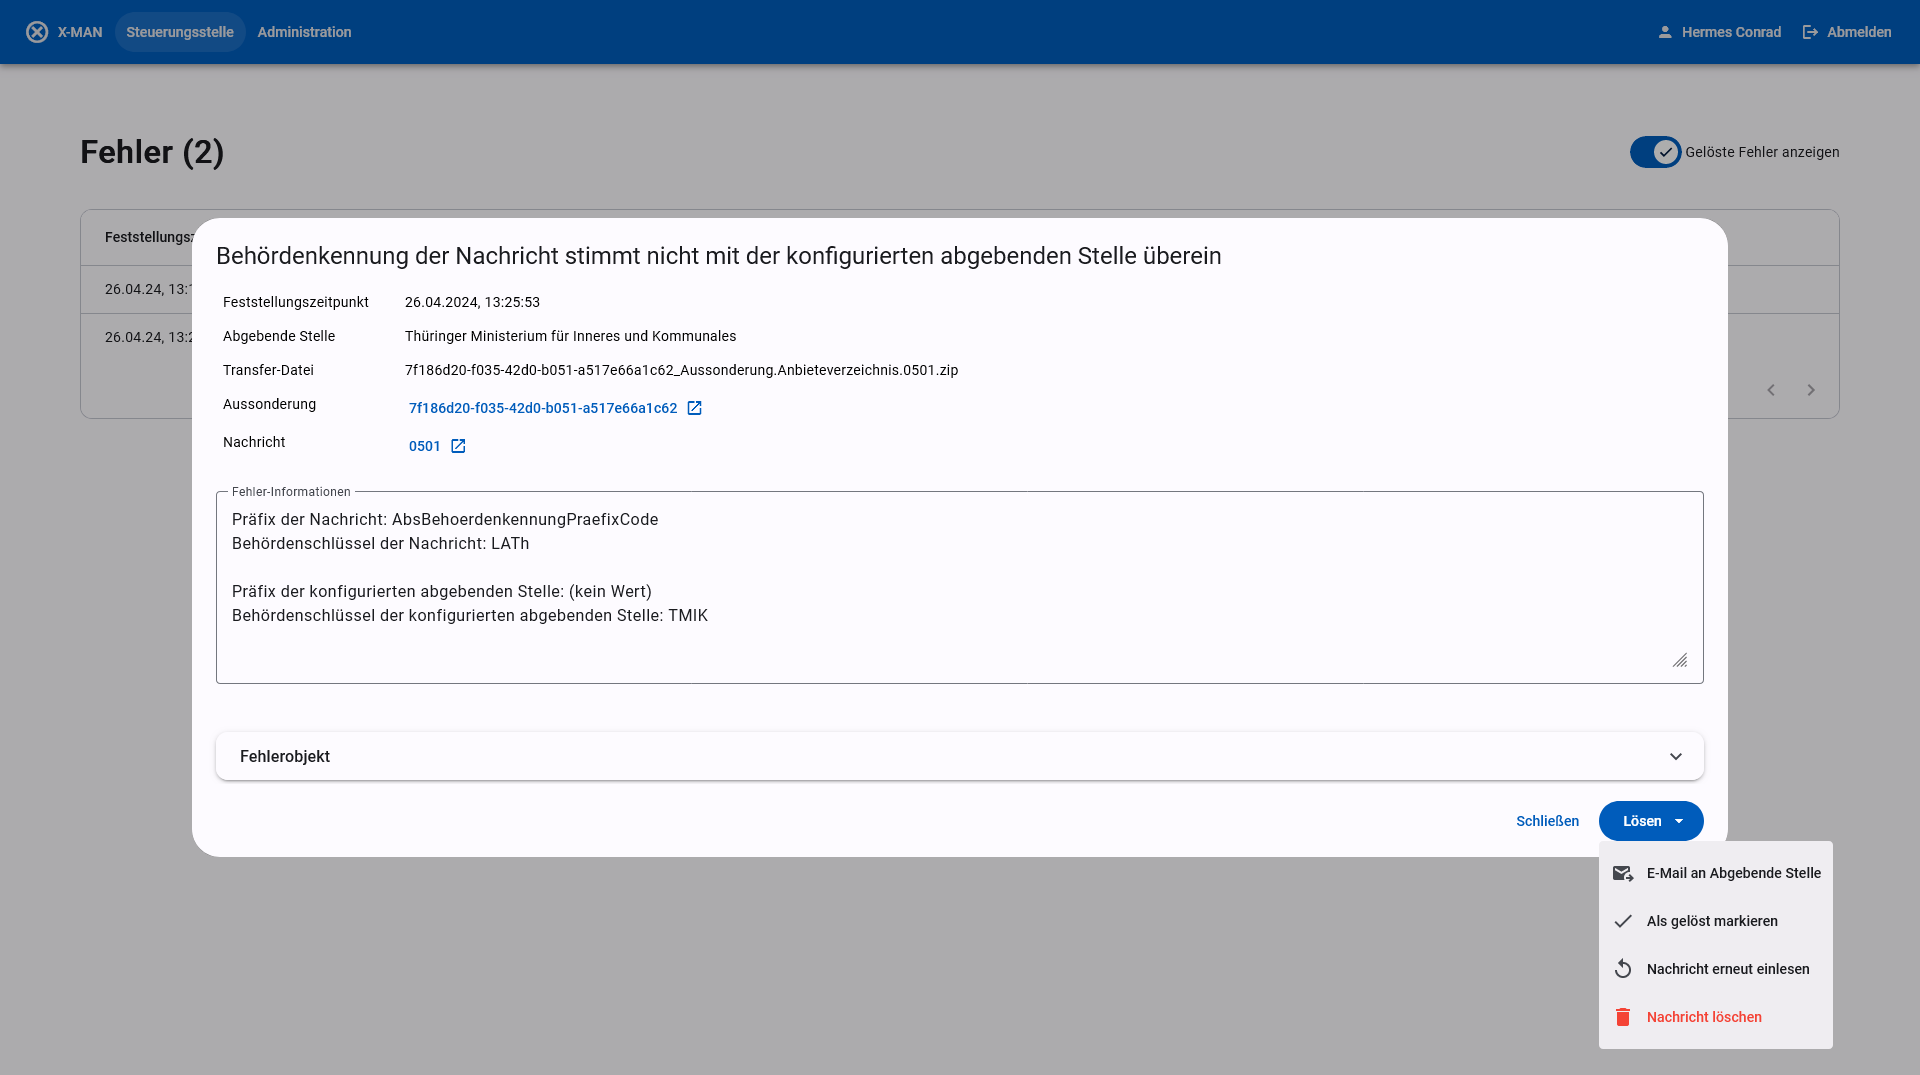 X-MAN Steuerungsstelle Administration Hermes Conrad Abmelden
Fehler (2) Gelöste Fehler anzeigen
Feststellungsz
26.04.24, 13:1
26.04.24, 13:2
Behördenkennung der Nachricht stimmt nicht mit der konfigurierten abgebenden Stelle überein
Feststellungszeitpunkt 26.04.2024, 13:25:53
Abgebende Stelle Thüringer Ministerium für Inneres und Kommunales
Transfer-Datei 7f186d20-f035-42d0-b051-a517e66a1c62_Aussonderung.Anbieteverzeichnis.0501.zip
Aussonderung 7f186d20-f035-42d0-b051-a517e66a1c62
Nachricht 0501
Fehler-Informationen
Präfix der Nachricht: AbsBehoerdenkennungPraefixCode
Behördenschlüssel der Nachricht: LATh
Präfix der konfigurierten abgebenden Stelle: (kein Wert)
Behördenschlüssel der konfigurierten abgebenden Stelle: TMIK
Fehlerobjekt
Schließen Lösen
E-Mail an Abgebende Stelle
Als gelöst markieren
Nachricht erneut einlesen
Nachricht löschen